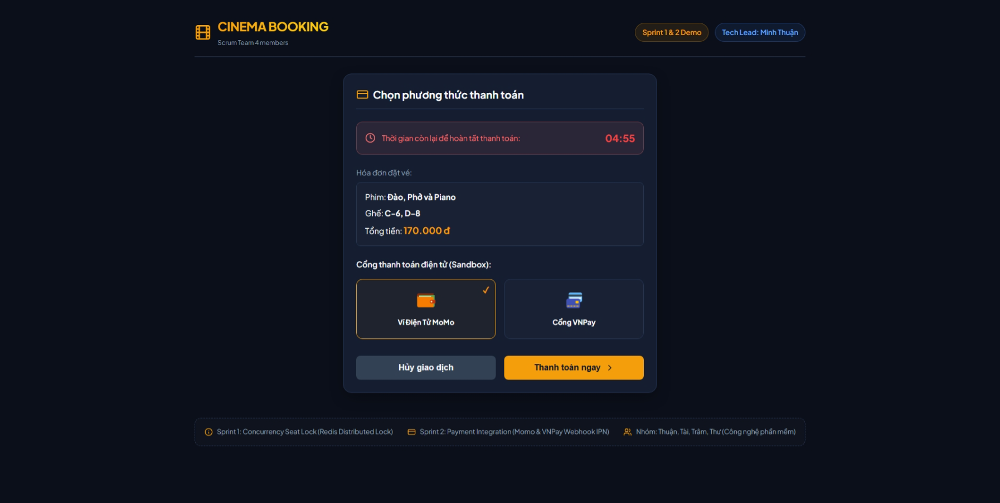 CINEMA BOOKING
Scrum Team 4 members
Sprint 1 & 2 Demo
Tech Lead: Minh Thuận
Chọn phương thức thanh toán
Thời gian còn lại để hoàn tất thanh toán:
04:55
Hóa đơn đặt vé:
Phim: Đào, Phở và Piano
Ghế: C-6, D-8
Tổng tiền: 170.000 đ
Cổng thanh toán điện tử (Sandbox):
Ví Điện Tử MoMo
Cổng VNPay
Hủy giao dịch
Thanh toán ngay
Sprint 1: Concurrency Seat Lock (Redis Distributed Lock)
Sprint 2: Payment Integration (Momo & VNPay Webhook IPN)
Nhóm: Thuận, Tài, Trâm, Thư (Công nghệ phần mềm)